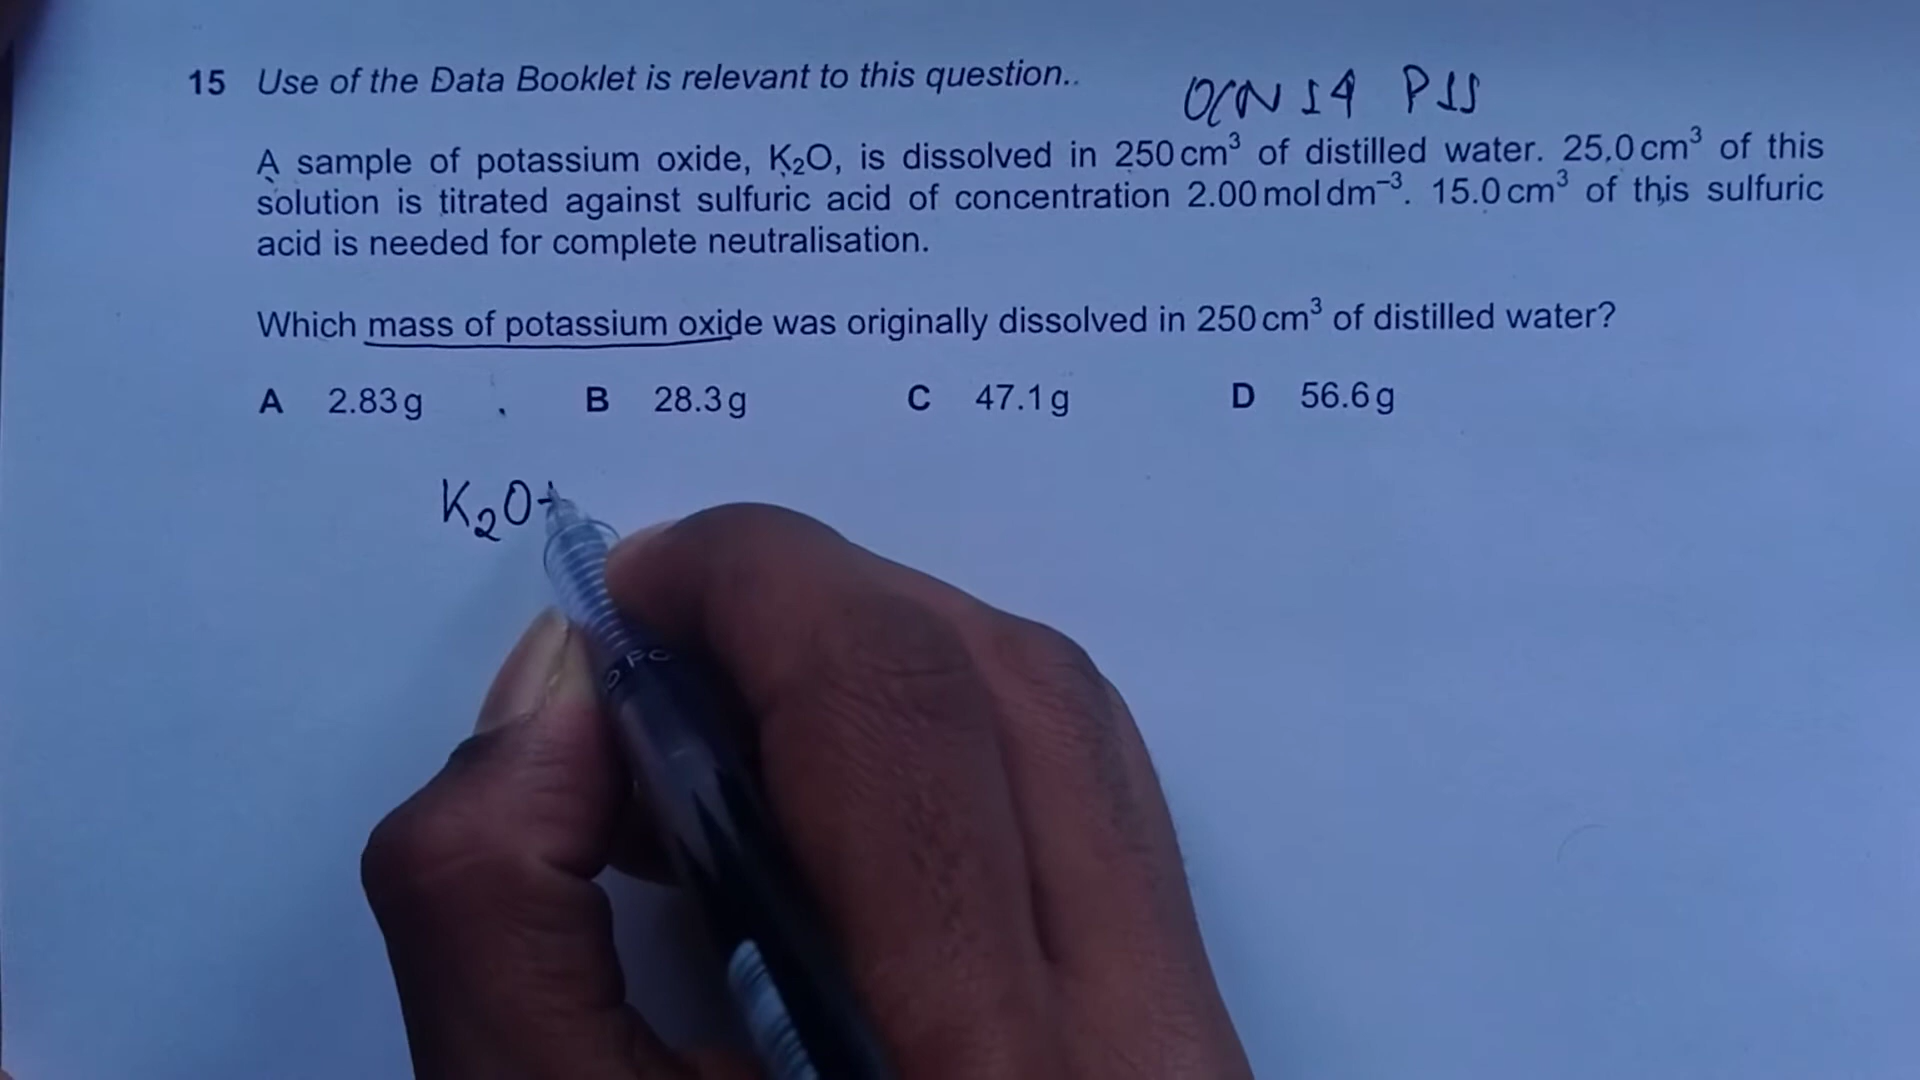 15 Use of the Data Booklet is relevant to this question..
O/N 14 P11
A sample of potassium oxide, K₂O, is dissolved in 250 cm³ of distilled water. 25.0 cm³ of this
solution is titrated against sulfuric acid of concentration 2.00 mol dm⁻³. 15.0 cm³ of this sulfuric
acid is needed for complete neutralisation.
Which mass of potassium oxide was originally dissolved in 250 cm³ of distilled water?
A 2.83 g B 28.3 g C 47.1 g D 56.6 g
K₂O+